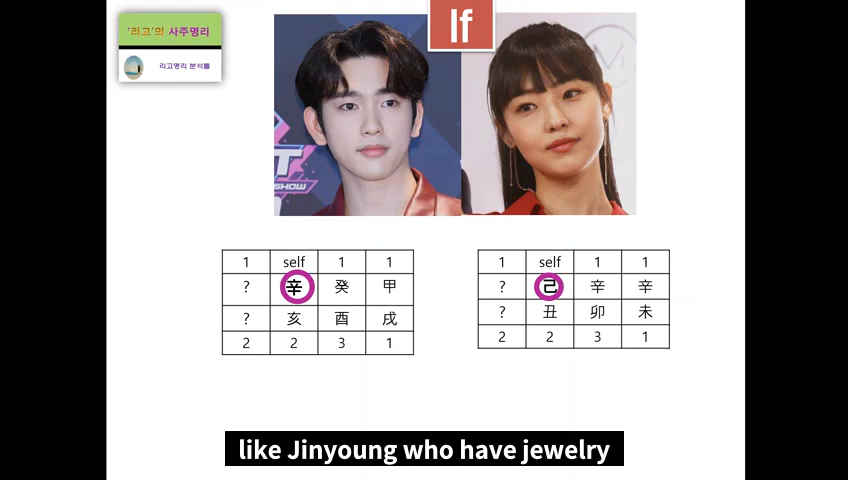 '리고'의 사주명리
리고명리 분석률
If
M
T
SHOW
1 self 1 1
? 辛 癸 甲
? 亥 酉 戌
2 2 3 1
1 self 1 1
? 己 辛 辛
? 丑 卯 未
2 2 3 1
like Jinyoung who have jewelry